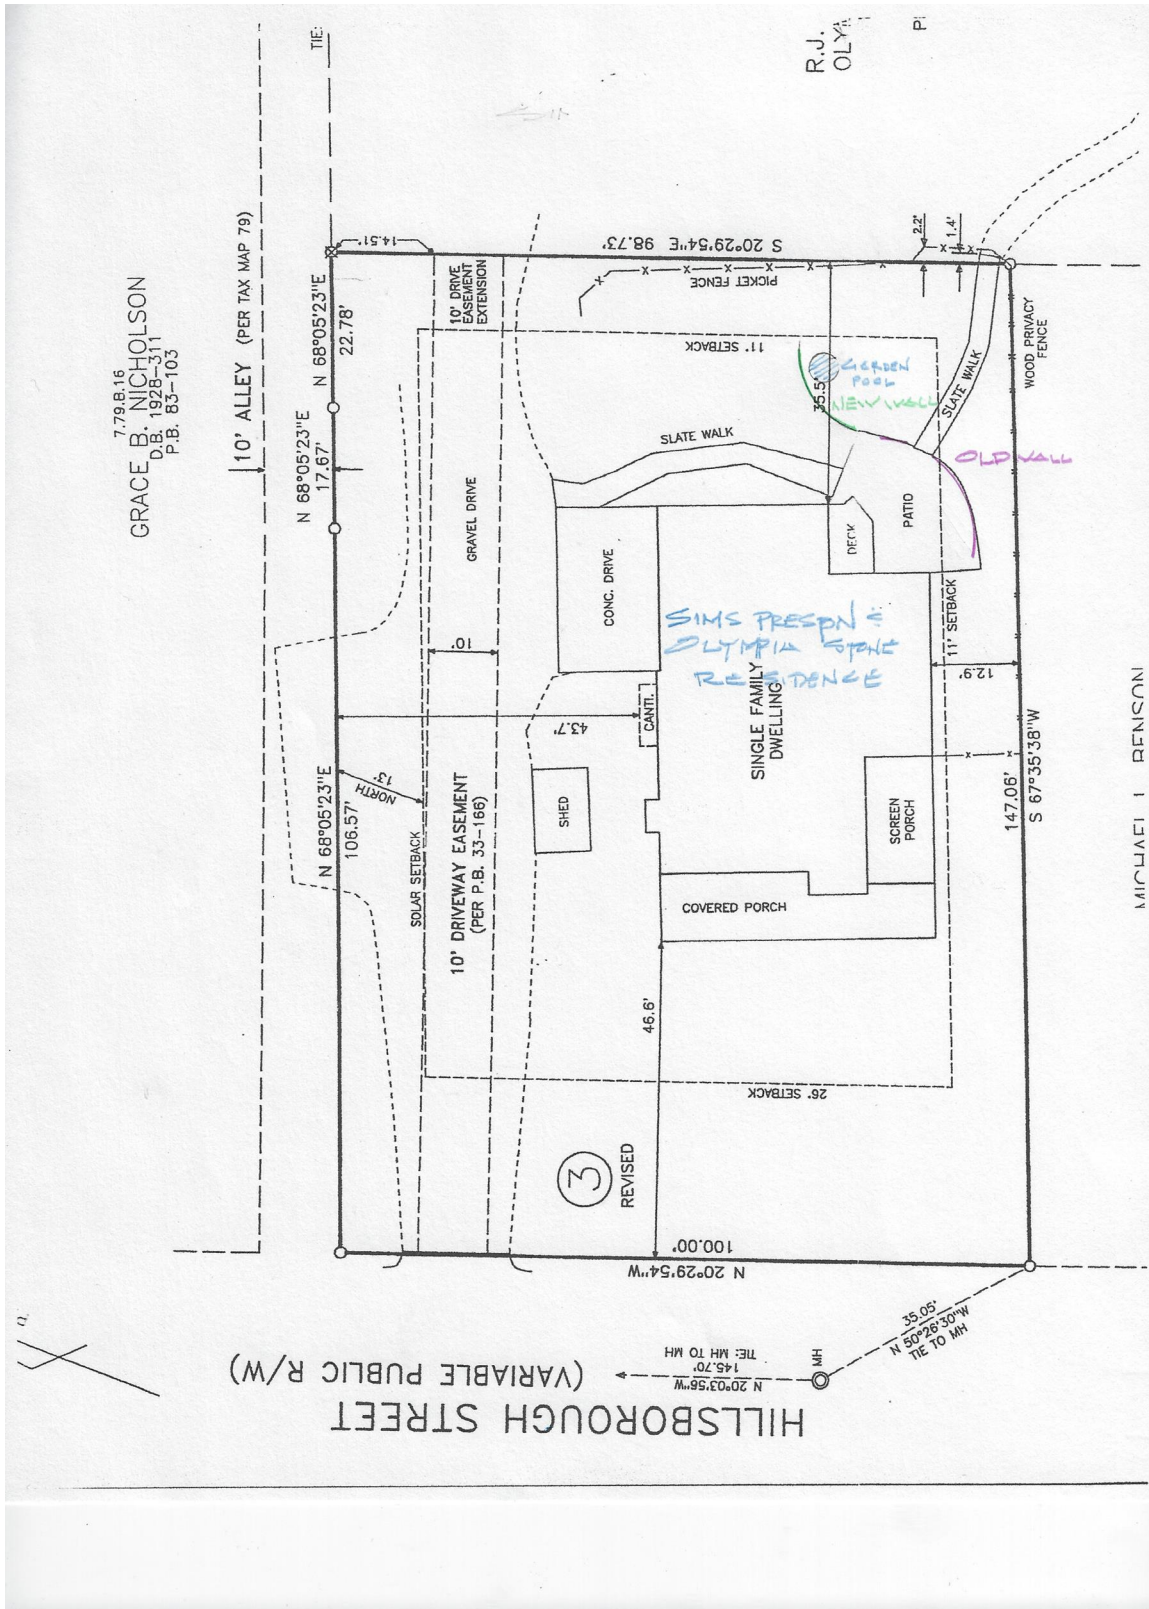 R.J.
7.79.B.16
GRACE B. NICHOLSON
D.B. 1928-311
P.B. 83-103
10' ALLEY (PER TAX MAP 79)
TIE:
N 68°05'23"E
22.78'
N 68°05'23"E
17.67'
N 68°05'23"E
106.57'
14.51'
S 20°29'54"E 98.73'
2.2'
1.4'
10' DRIVE
EASEMENT
EXTENSION
PICKET FENCE
11' SETBACK
35.5'
GARDEN
POOL
NEW WALL
SLATE WALK
WOOD PRIVACY
FENCE
SLATE WALK
OLD WALL
GRAVEL DRIVE
CONC. DRIVE
DECK
PATIO
10'
43.7'
CANTI.
SIMS PRESON &
OLYMPIA STONE
RESIDENCE
SINGLE FAMILY
DWELLING
11' SETBACK
12.9'
NORTH
13'
SOLAR SETBACK
10' DRIVEWAY EASEMENT
(PER P.B. 33-166)
SHED
SCREEN
PORCH
COVERED PORCH
147.06'
S 67°35'38"W
46.6'
26' SETBACK
3
REVISED
100.00'
N 20°29'54"W
35.05'
N 50°26'30"W
TIE TO MH
MH
TIE: MH TO MH
145.70'
N 20°03'56"W
(VARIABLE PUBLIC R/W)
HILLSBOROUGH STREET